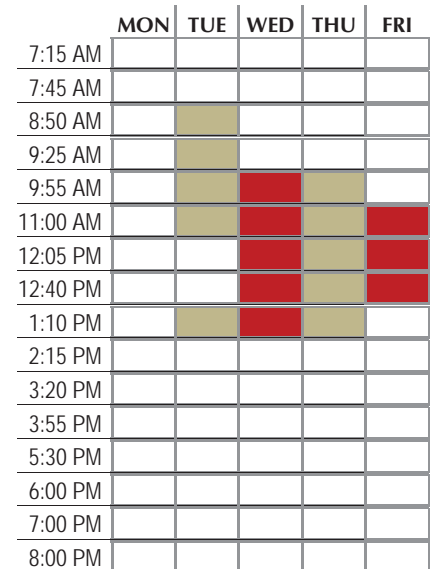 MON TUE WED THU FRI
7:15 AM
7:45 AM
8:50 AM
9:25 AM
9:55 AM
11:00 AM
12:05 PM
12:40 PM
1:10 PM
2:15 PM
3:20 PM
3:55 PM
5:30 PM
6:00 PM
7:00 PM
8:00 PM